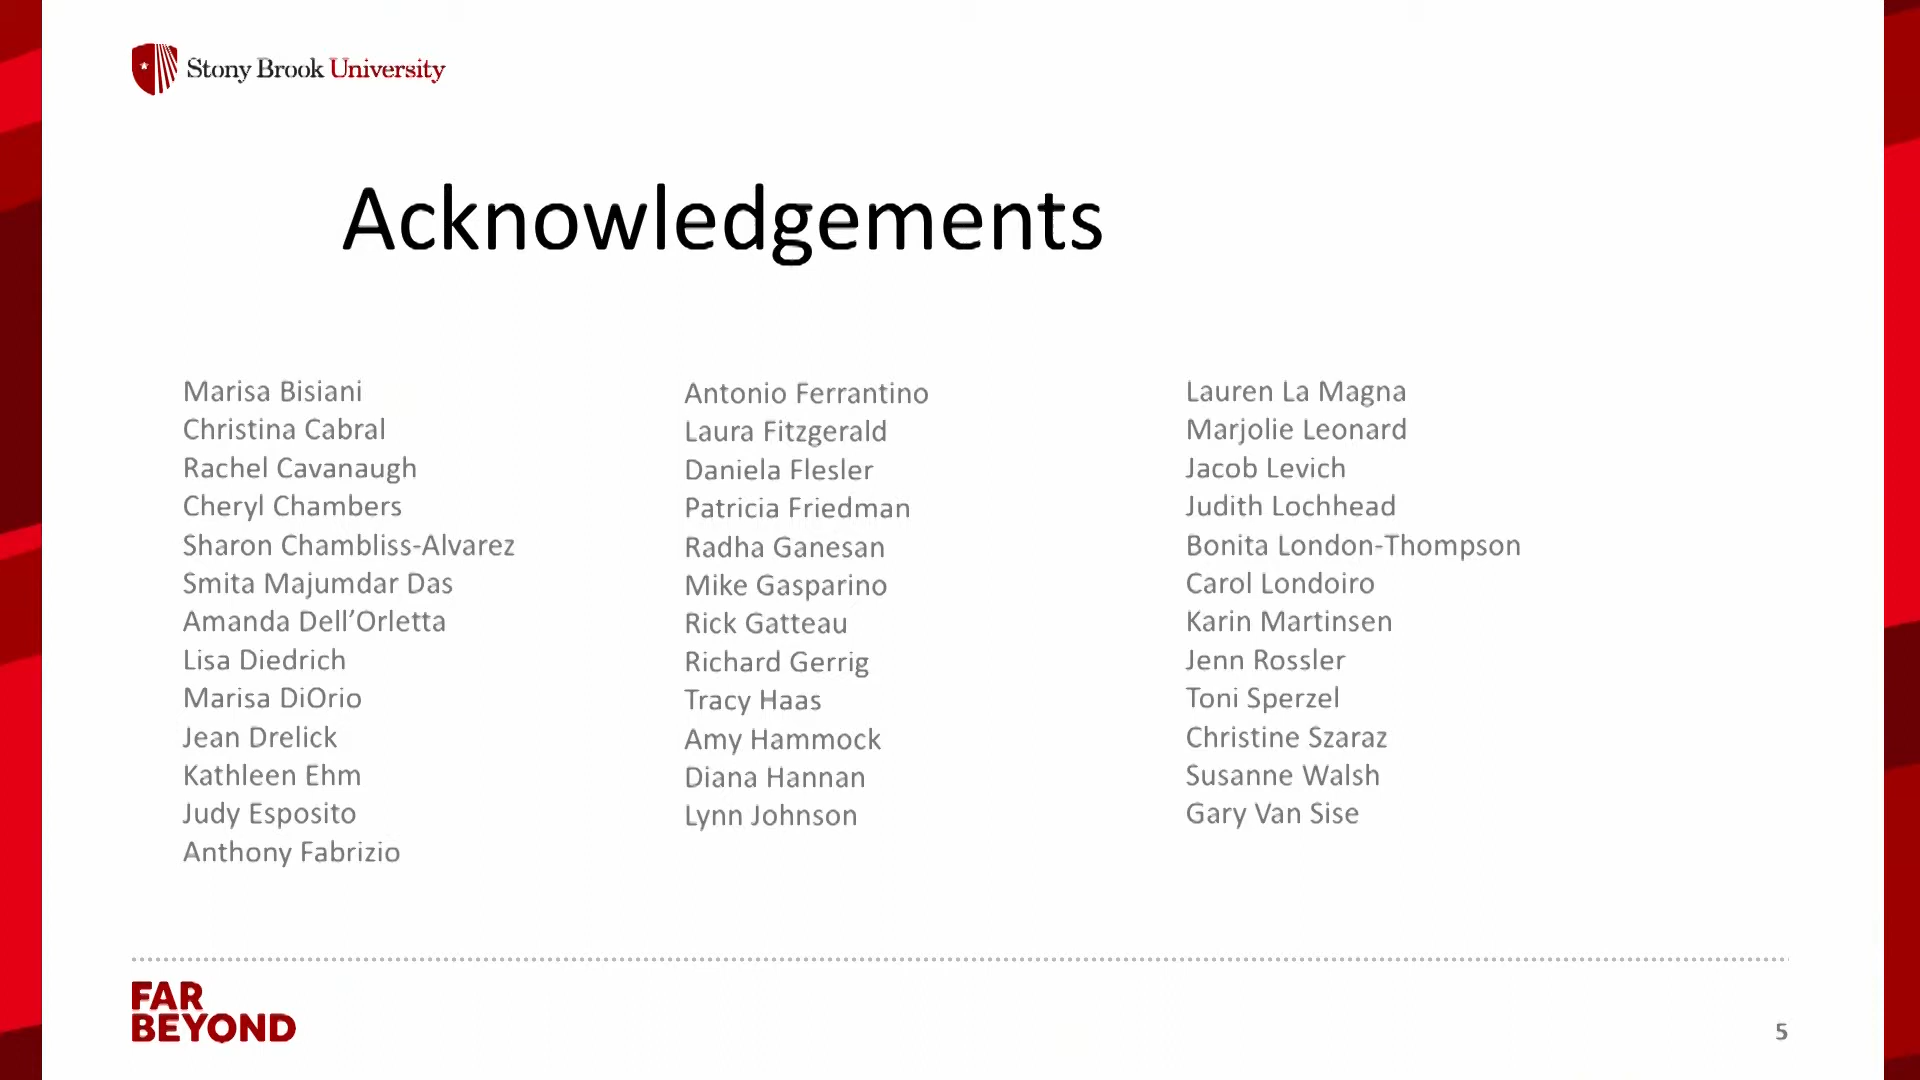 Stony Brook University
Acknowledgements
Marisa Bisiani
Christina Cabral
Rachel Cavanaugh
Cheryl Chambers
Sharon Chambliss-Alvarez
Smita Majumdar Das
Amanda Dell’Orletta
Lisa Diedrich
Marisa DiOrio
Jean Drelick
Kathleen Ehm
Judy Esposito
Anthony Fabrizio
Antonio Ferrantino
Laura Fitzgerald
Daniela Flesler
Patricia Friedman
Radha Ganesan
Mike Gasparino
Rick Gatteau
Richard Gerrig
Tracy Haas
Amy Hammock
Diana Hannan
Lynn Johnson
Lauren La Magna
Marjolie Leonard
Jacob Levich
Judith Lochhead
Bonita London-Thompson
Carol Londoiro
Karin Martinsen
Jenn Rossler
Toni Sperzel
Christine Szaraz
Susanne Walsh
Gary Van Sise
FAR
BEYOND
5